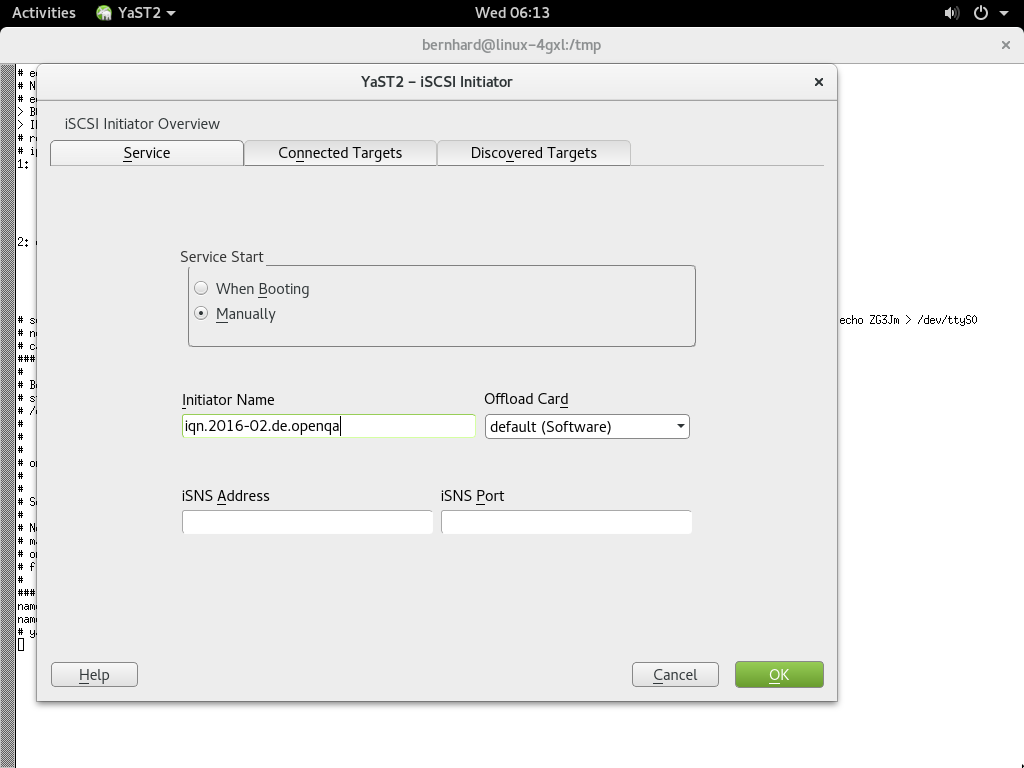 Activities YaST2 Wed 06:13
bernhard@linux-4gxl:/tmp ×
YaST2 – iSCSI Initiator ×
iSCSI Initiator Overview
Service Connected Targets Discovered Targets
1:
2:
Service Start
When Booting
Manually
echo ZG3Jm > /dev/ttyS0
Initiator Name Offload Card
iqn.2016-02.de.openqa default (Software)
iSNS Address iSNS Port
Help Cancel OK